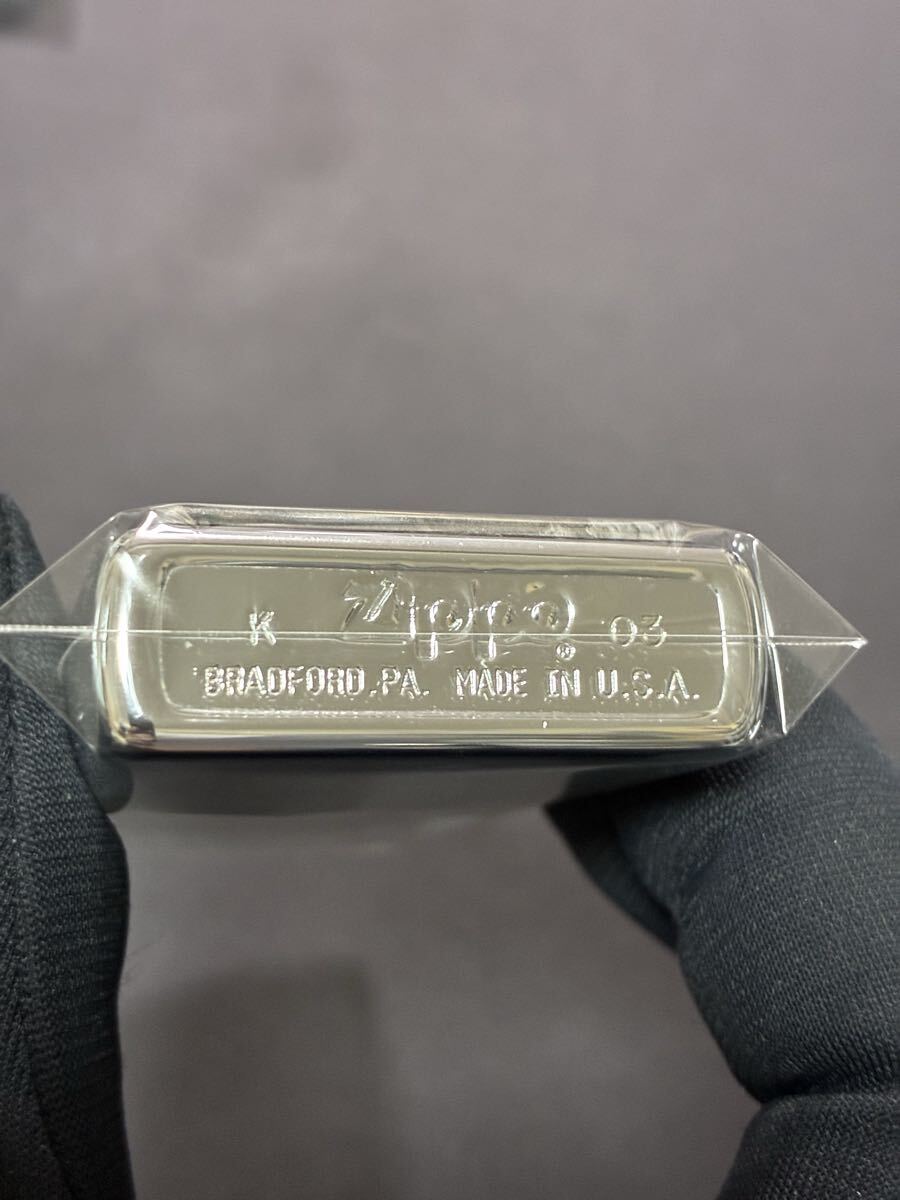 K Zippo ® 03
BRADFORD,PA. MADE IN U.S.A.